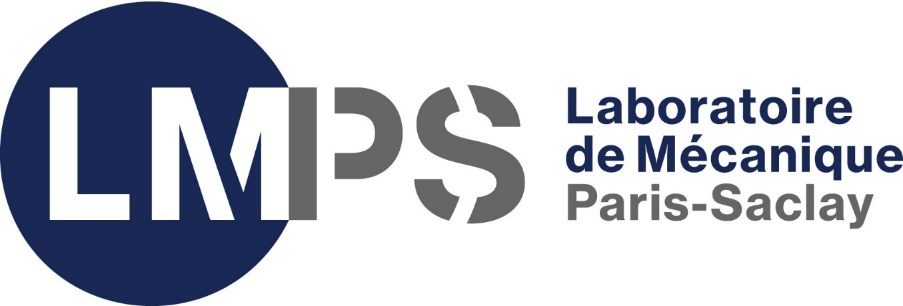 LMPS
Laboratoire
de Mécanique
Paris-Saclay